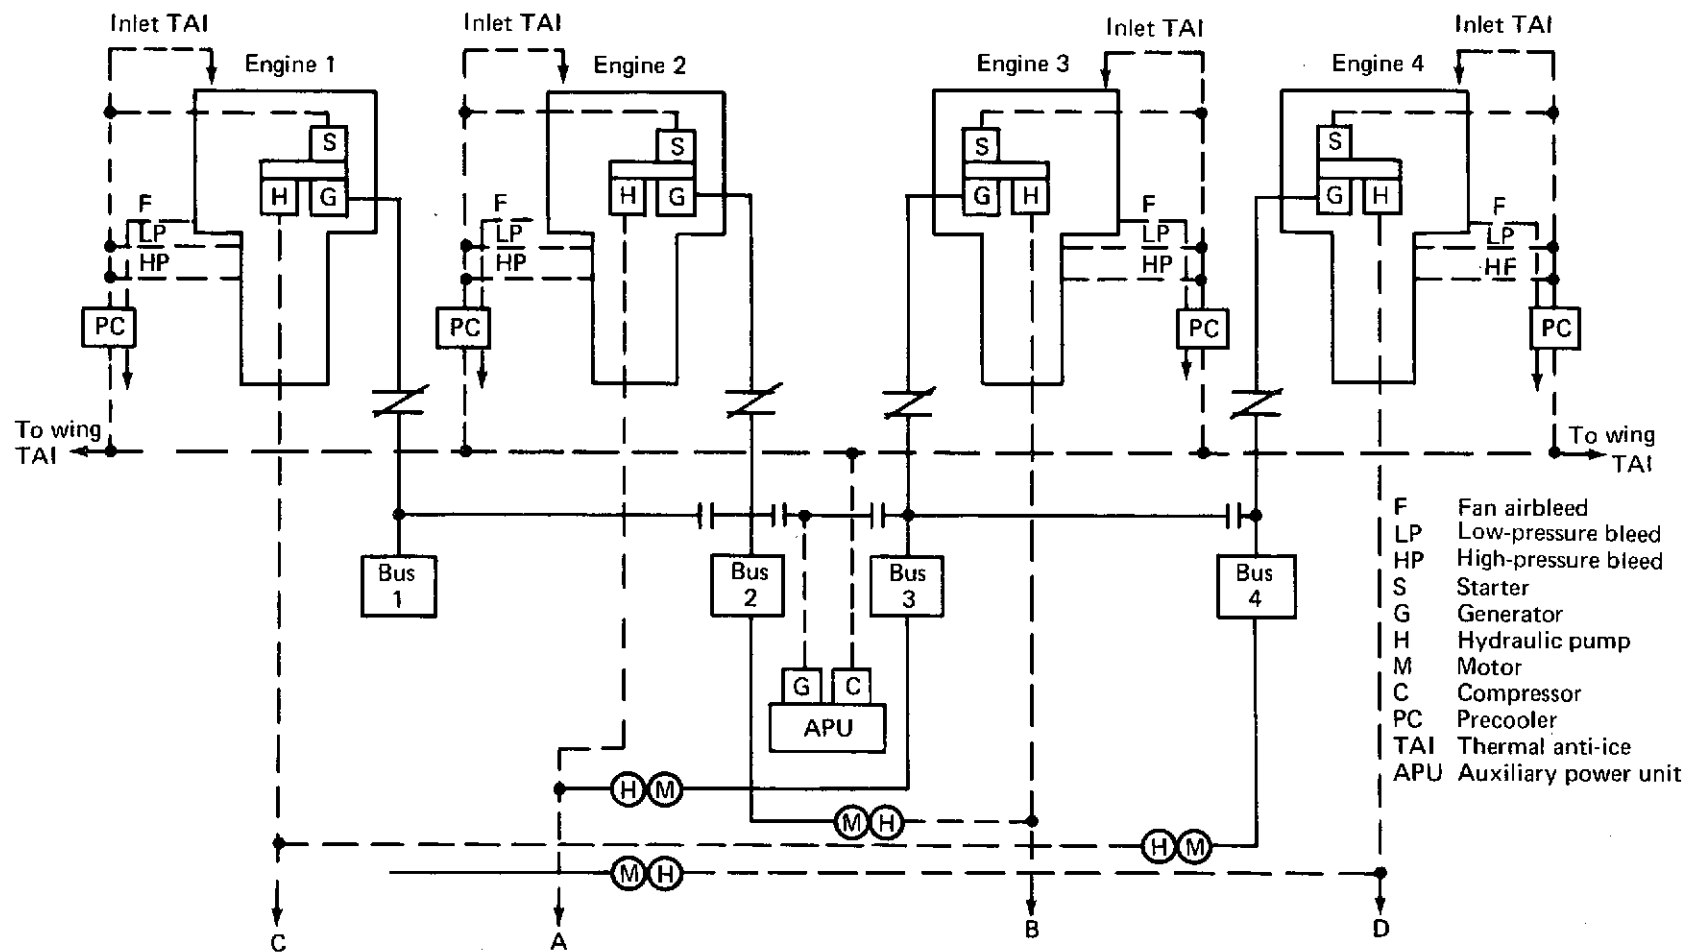 Inlet TAI
Inlet TAI
Inlet TAI
Inlet TAI
Engine 1
Engine 2
Engine 3
Engine 4
S
S
S
S
H
G
H
G
G
H
G
H
F
LP
HP
F
LP
HP
F
LP
HP
F
LP
HF
PC
PC
PC
PC
To wing
TAI
To wing
TAI
Bus
1
Bus
2
Bus
3
Bus
4
G
C
APU
H
M
M
H
H
M
M
H
C
A
B
D
F Fan airbleed
LP Low-pressure bleed
HP High-pressure bleed
S Starter
G Generator
H Hydraulic pump
M Motor
C Compressor
PC Precooler
TAI Thermal anti-ice
APU Auxiliary power unit